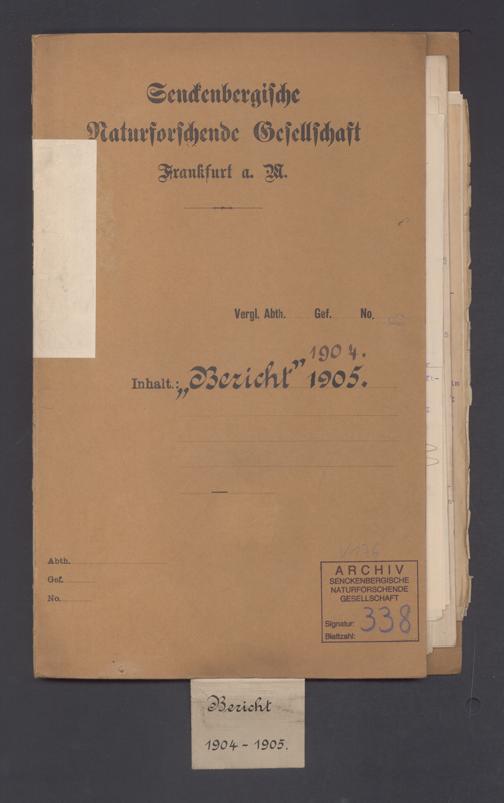 Senckenbergische
Naturforschende Gesellschaft
Frankfurt a. M.
Vergl. Abth. Gef. No.
1904.
Inhalt.: „Bericht” 1905.
Abth.
Gef.
No.
V176
ARCHIV
SENCKENBERGISCHE
NATURFORSCHENDE
GESELLSCHAFT
Signatur: 338
Blattzahl:
Bericht
1904 - 1905.